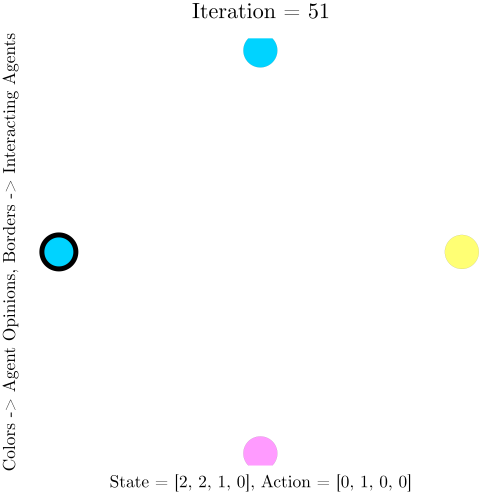 Iteration = 51
Colors -> Agent Opinions, Borders -> Interacting Agents
State = [2, 2, 1, 0], Action = [0, 1, 0, 0]